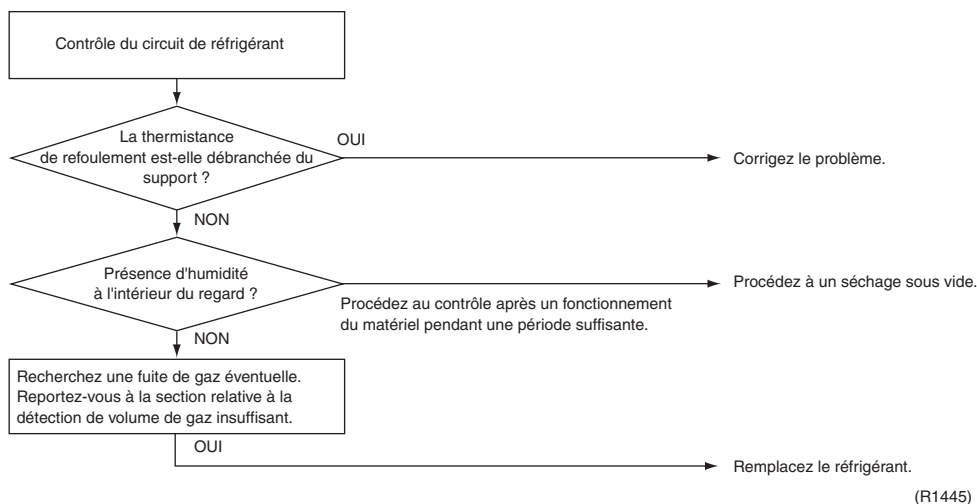 Contrôle du circuit de réfrigérant
La thermistance
de refoulement est-elle débranchée du
support ?
OUI
Corrigez le problème.
NON
Présence d'humidité
à l'intérieur du regard ?
Procédez à un séchage sous vide.
Procédez au contrôle après un fonctionnement
du matériel pendant une période suffisante.
NON
Recherchez une fuite de gaz éventuelle.
Reportez-vous à la section relative à la
détection de volume de gaz insuffisant.
OUI
Remplacez le réfrigérant.
(R1445)